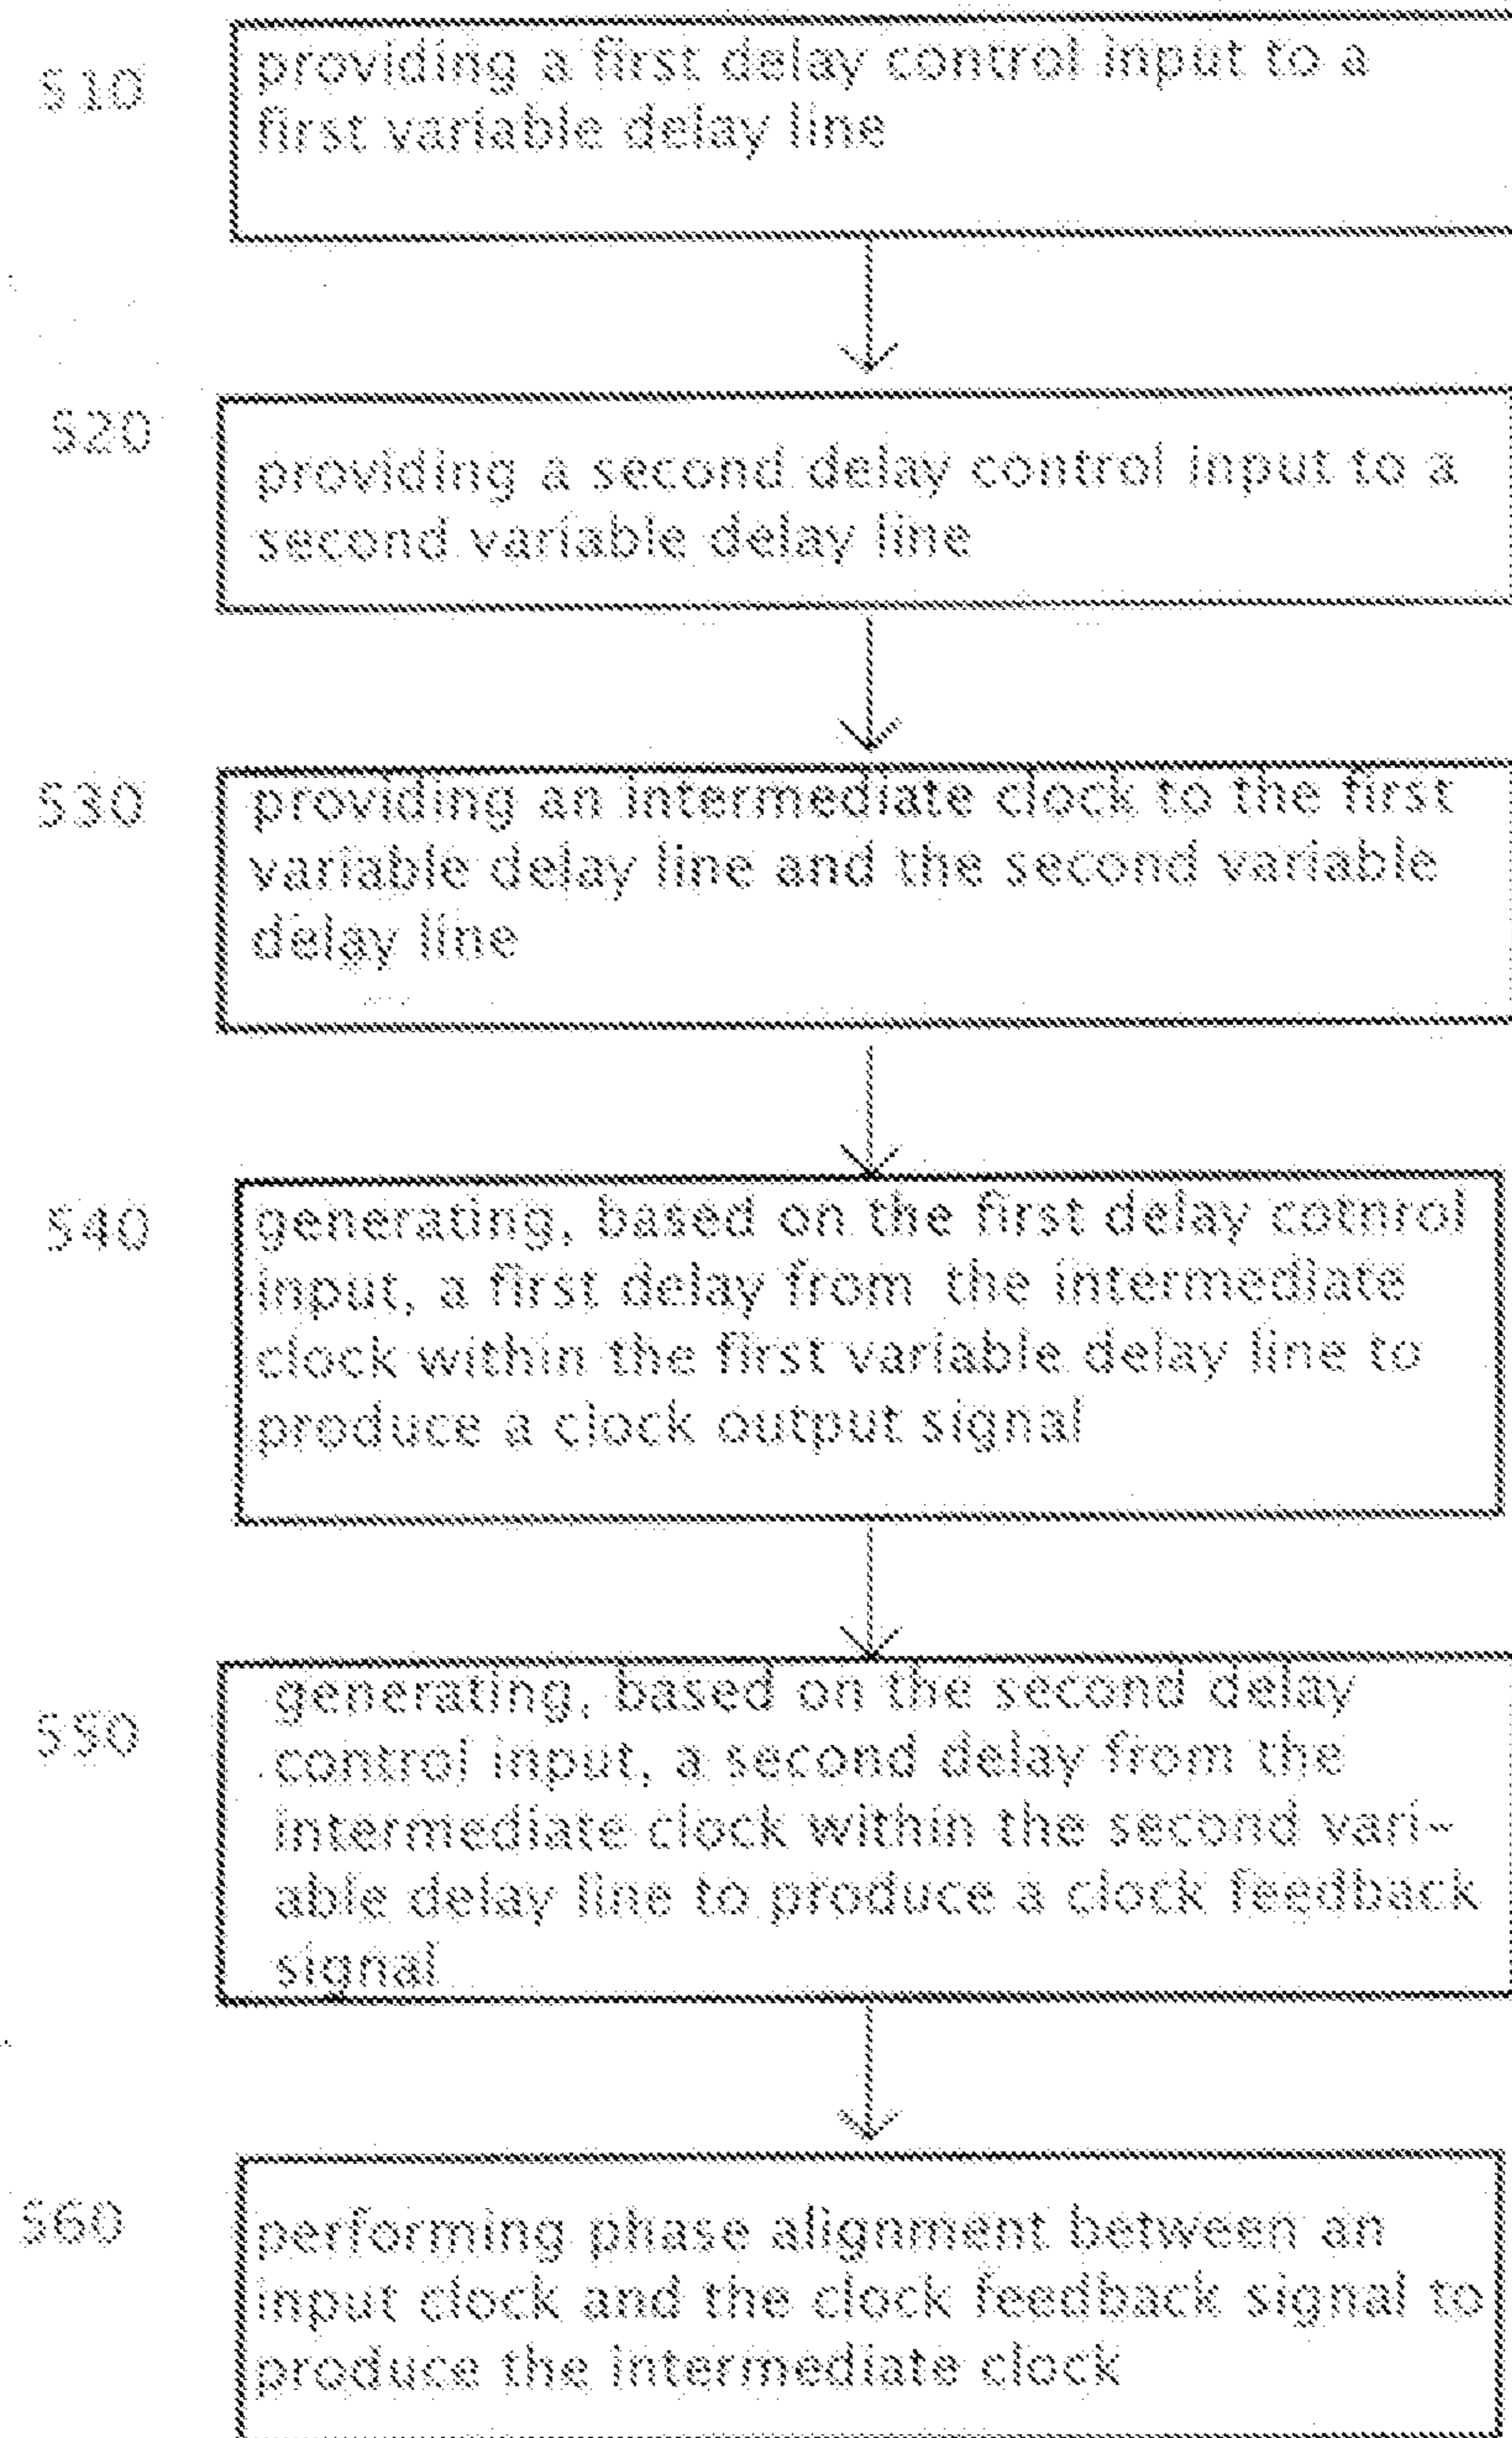 S10
providing a first delay control input to a
first variable delay line
S20
providing a second delay control input to a
second variable delay line
S30
providing an intermediate clock to the first
variable delay line and the second variable
delay line
S40
generating, based on the first delay cotnrol
input, a first delay from the intermediate
clock within the first variable delay line to
produce a clock output signal
S50
generating, based on the second delay
control input, a second delay from the
intermediate clock within the second vari-
able delay line to produce a clock feedback
signal
S60
performing phase alignment between an
input clock and the clock feedback signal to
produce the intermediate clock